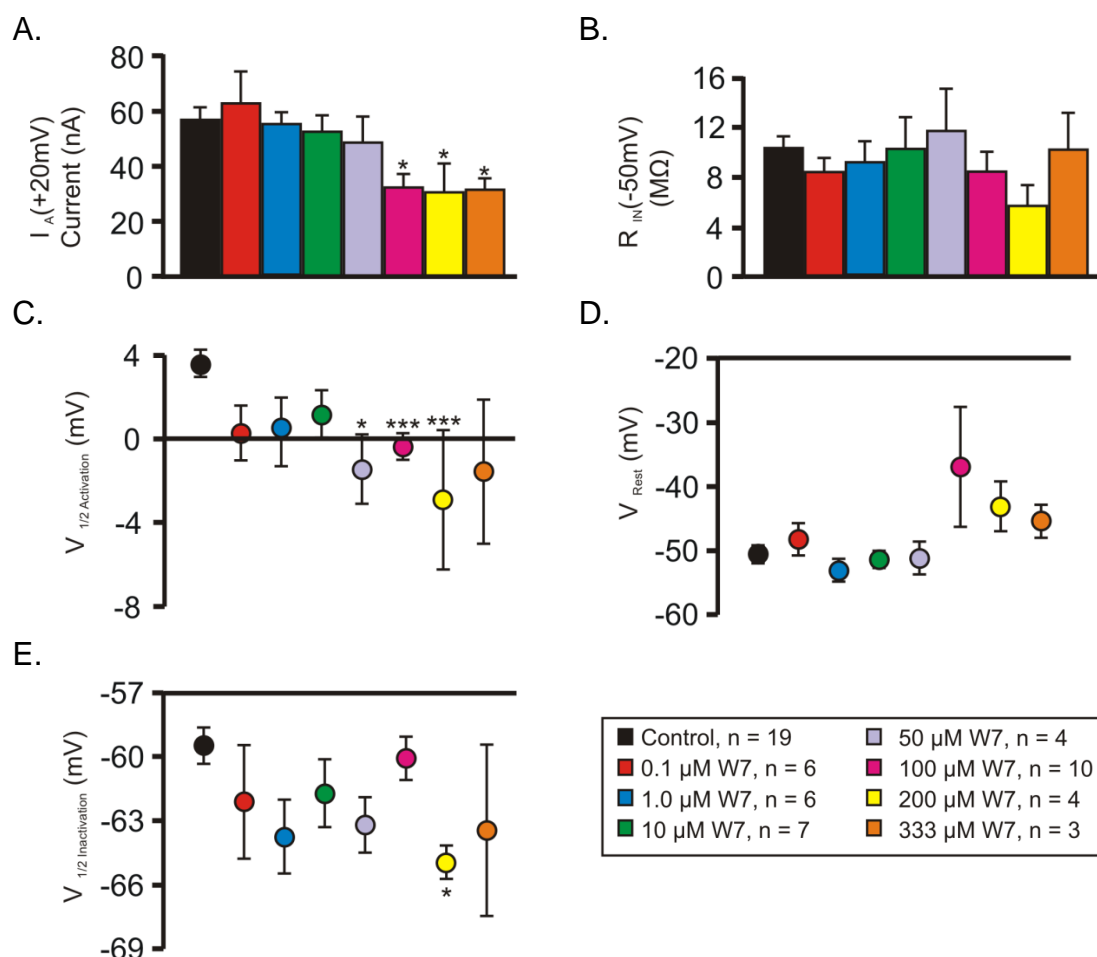 A.
80
60
40
20
0
I A(+20mV)
Current (nA)
* * *
B.
16
12
8
4
0
R IN(-50mV)
(MΩ)
C.
4
0
-4
-8
V 1/2 Activation (mV)
* *** ***
D.
-20
-30
-40
-50
-60
V Rest (mV)
E.
-57
-60
-63
-66
-69
V 1/2 Inactivation (mV)
*
Control, n = 19
0.1 µM W7, n = 6
1.0 µM W7, n = 6
10 µM W7, n = 7
50 µM W7, n = 4
100 µM W7, n = 10
200 µM W7, n = 4
333 µM W7, n = 3